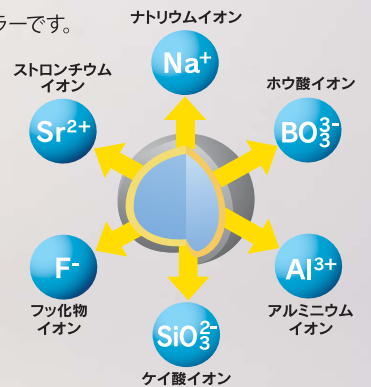 ラーです。
ナトリウムイオン
Na⁺
ストロンチウム
イオン
Sr²⁺
ホウ酸イオン
BO₃³⁻
F⁻
フッ化物
イオン
Al³⁺
アルミニウム
イオン
SiO₃²⁻
ケイ酸イオン